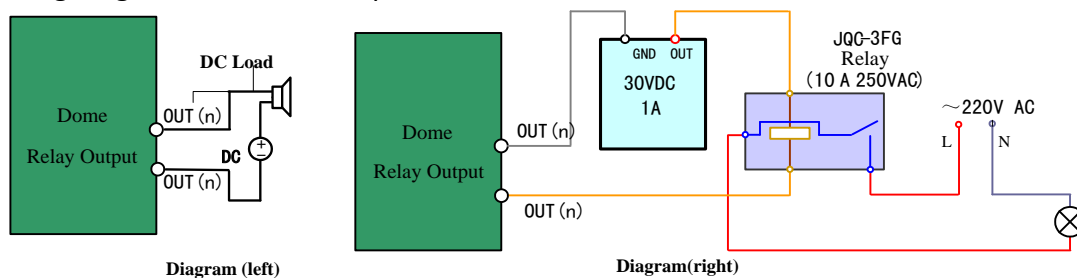 DC Load
OUT(n)
Dome
Relay Output
DC
OUT(n)
Diagram (left)
Dome
Relay Output
OUT(n)
OUT(n)
GND OUT
30VDC
1A
JQC-3FG
Relay
(10 A 250VAC)
～220V AC
L N
Diagram(right)